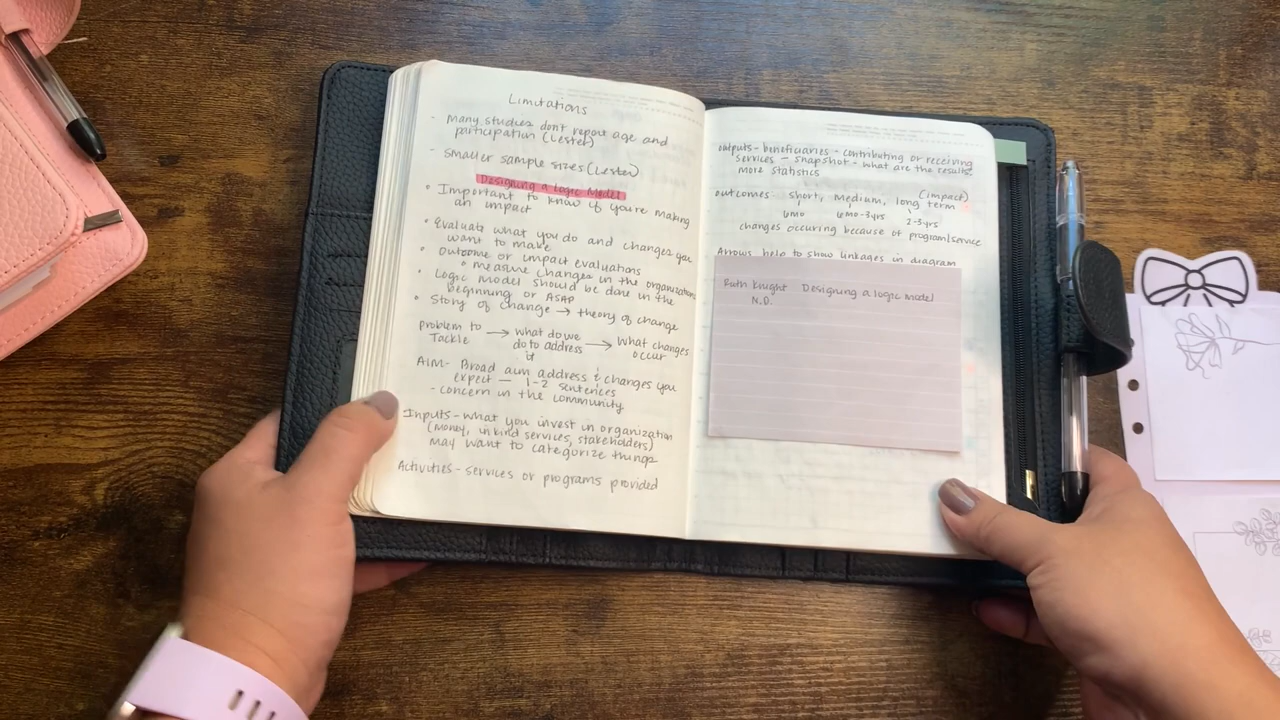 Limitations
- Many studies don't report age and
participation (Lester)
- Smaller sample sizes (Lester)
Designing a logic Model
• Important to know if you're making
an impact
• Evaluate what you do and changes you
want to make
• Outcome or impact evaluations
• measure changes in the organization
• Logic model should be done in the
beginning or ASAP
• Story of change → theory of change
problem to → what do we → what changes
Tackle do to address occur
it
AIM - Broad aim address & changes you
expect — 1-2 sentences
- concern in the community
Inputs - what you invest in organization
(money, in kind services, stakeholders)
may want to categorize things
Activities - services or programs provided
outputs - beneficiaries - contributing or receiving
services - snapshot - what are the results,
more statistics
outcomes - short, medium, long term (impact)
6mo 6mo-3yrs 2-3yrs
changes occuring because of program/service
Arrows help to show linkages in diagram
Ruth Knight Designing a logic model
N.D.